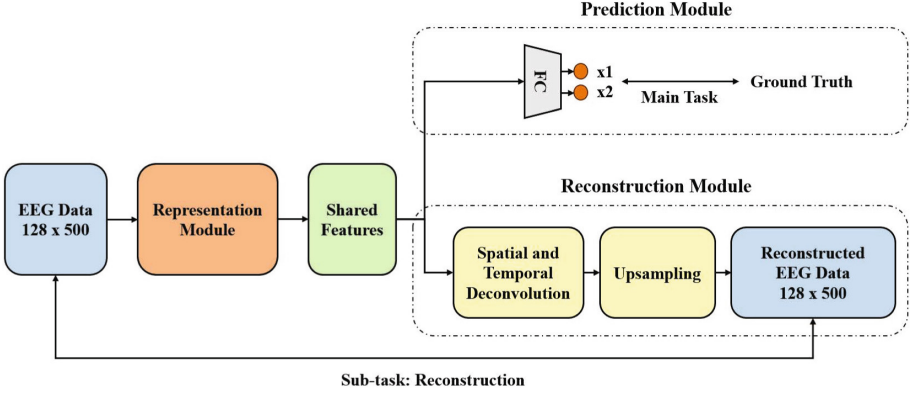 Prediction Module
FC
x1
x2
Main Task
Ground Truth
EEG Data
128 x 500
Representation
Module
Shared
Features
Reconstruction Module
Spatial and
Temporal
Deconvolution
Upsampling
Reconstructed
EEG Data
128 x 500
Sub-task: Reconstruction